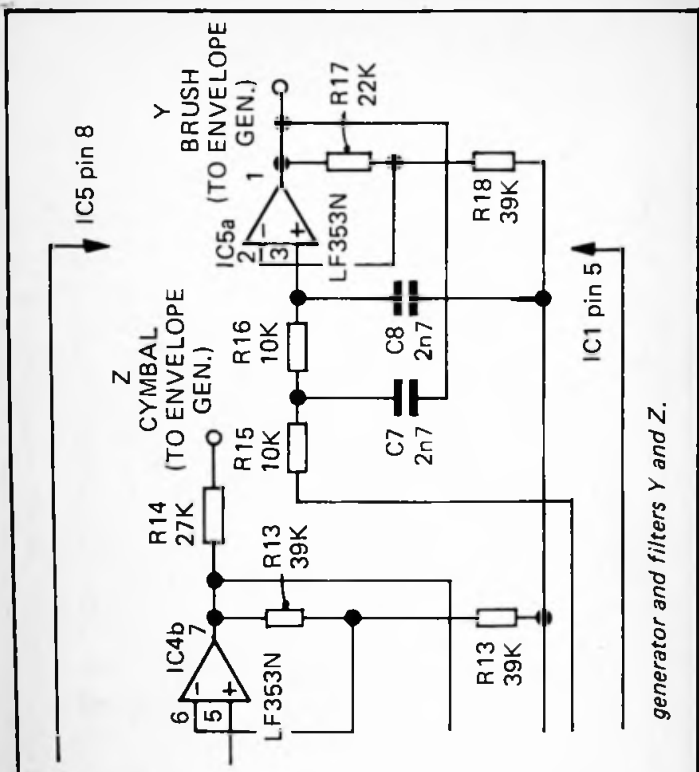 IC5 pin 8
Y
BRUSH
(TO ENVELOPE
GEN.)
1
R17
22K
IC5a
2
3
−
+
LF353N
R18
39K
Z
CYMBAL
(TO ENVELOPE
GEN.)
R16
10K
C8
2n7
IC1 pin 5
R15
10K
C7
2n7
R14
27K
R13
39K
IC4b
7
6
5
−
+
LF353N
R13
39K
generator and filters Y and Z.